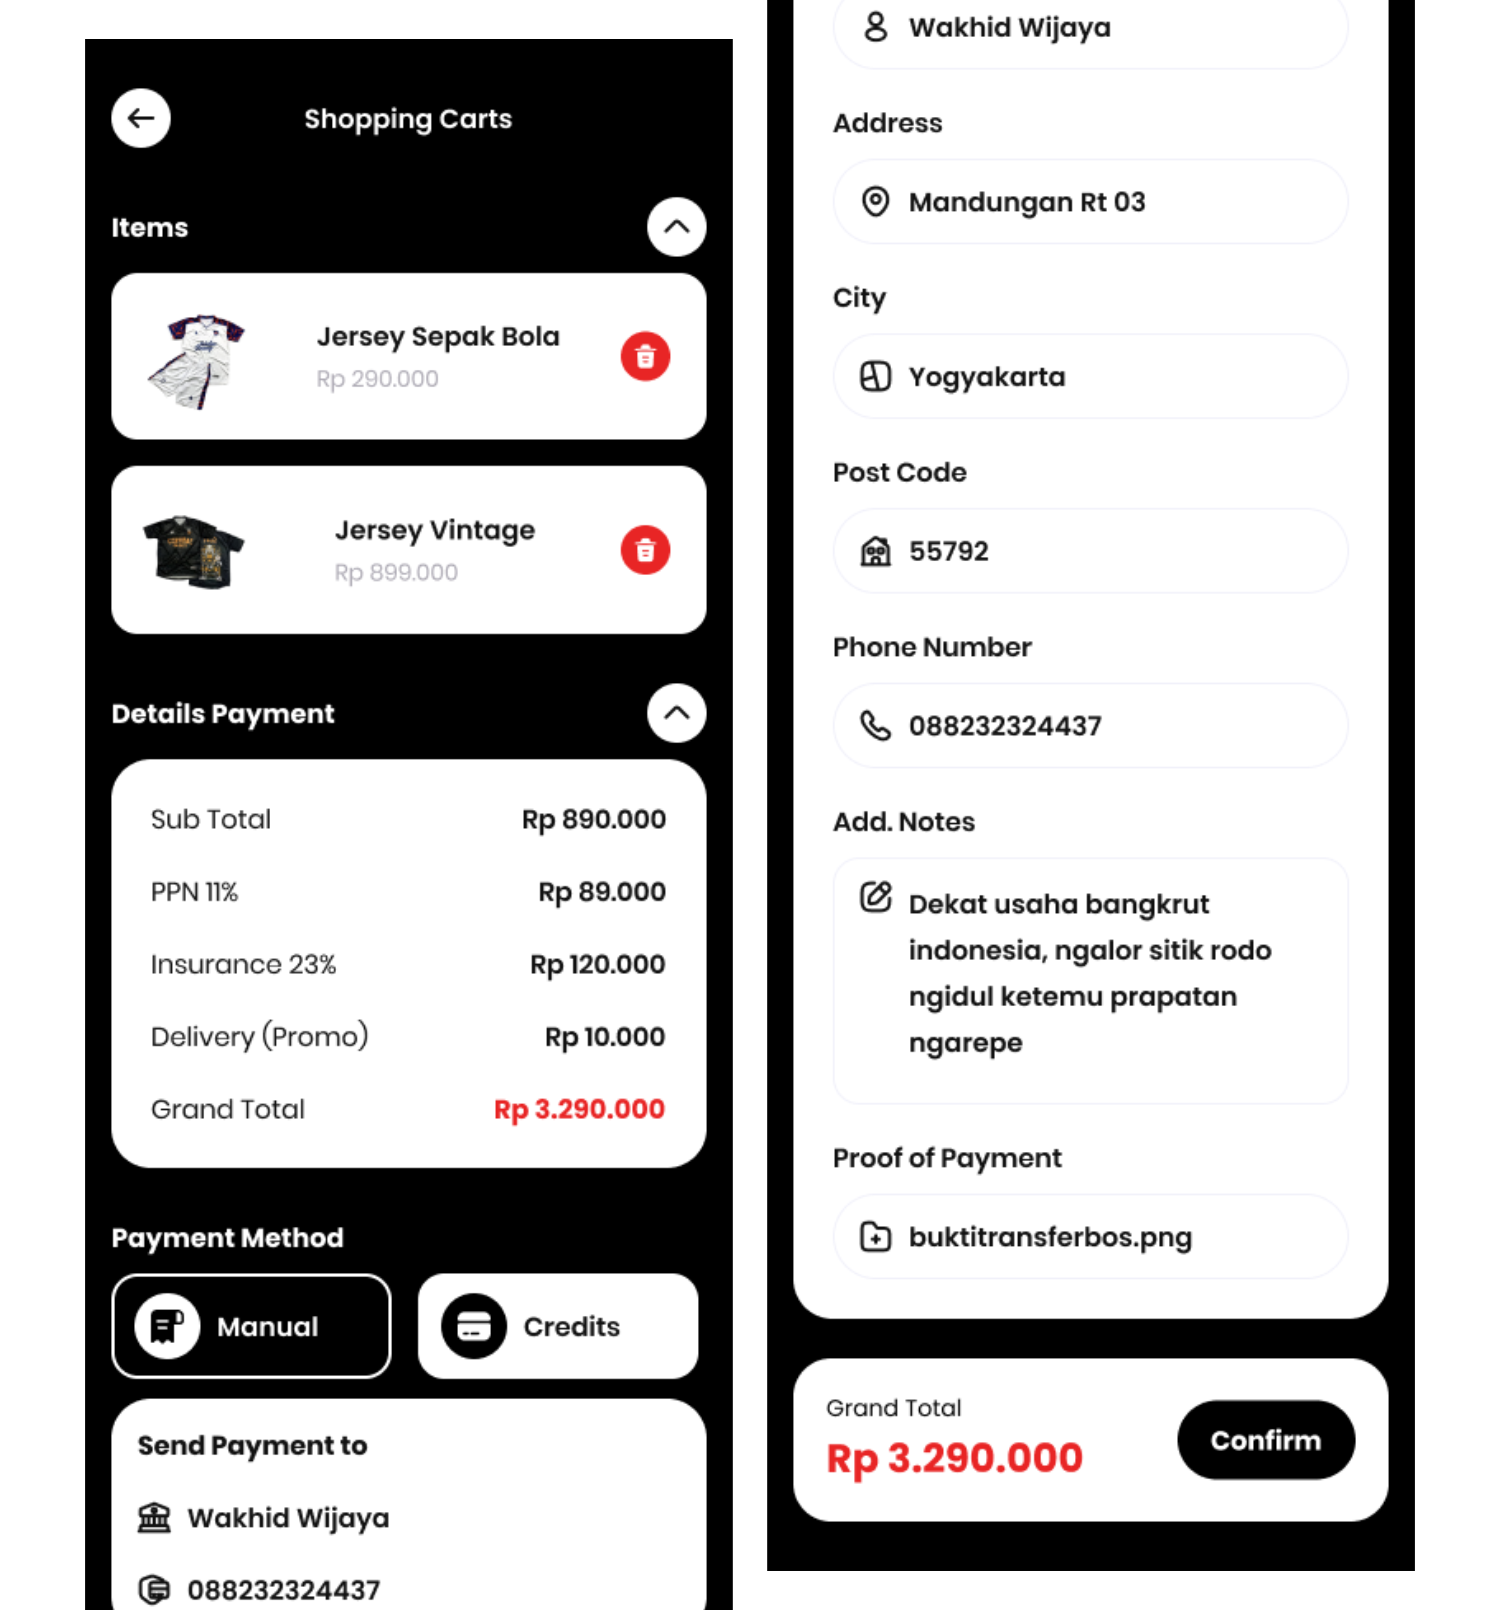 Shopping Carts
Items
Jersey Sepak Bola
Rp 290.000
Jersey Vintage
Rp 899.000
Details Payment
Sub Total Rp 890.000
PPN 11% Rp 89.000
Insurance 23% Rp 120.000
Delivery (Promo) Rp 10.000
Grand Total Rp 3.290.000
Payment Method
Manual Credits
Send Payment to
Wakhid Wijaya
088232324437
Wakhid Wijaya
Address
Mandungan Rt 03
City
Yogyakarta
Post Code
55792
Phone Number
088232324437
Add. Notes
Dekat usaha bangkrut
indonesia, ngalor sitik rodo
ngidul ketemu prapatan
ngarepe
Proof of Payment
buktitransferbos.png
Grand Total
Rp 3.290.000
Confirm